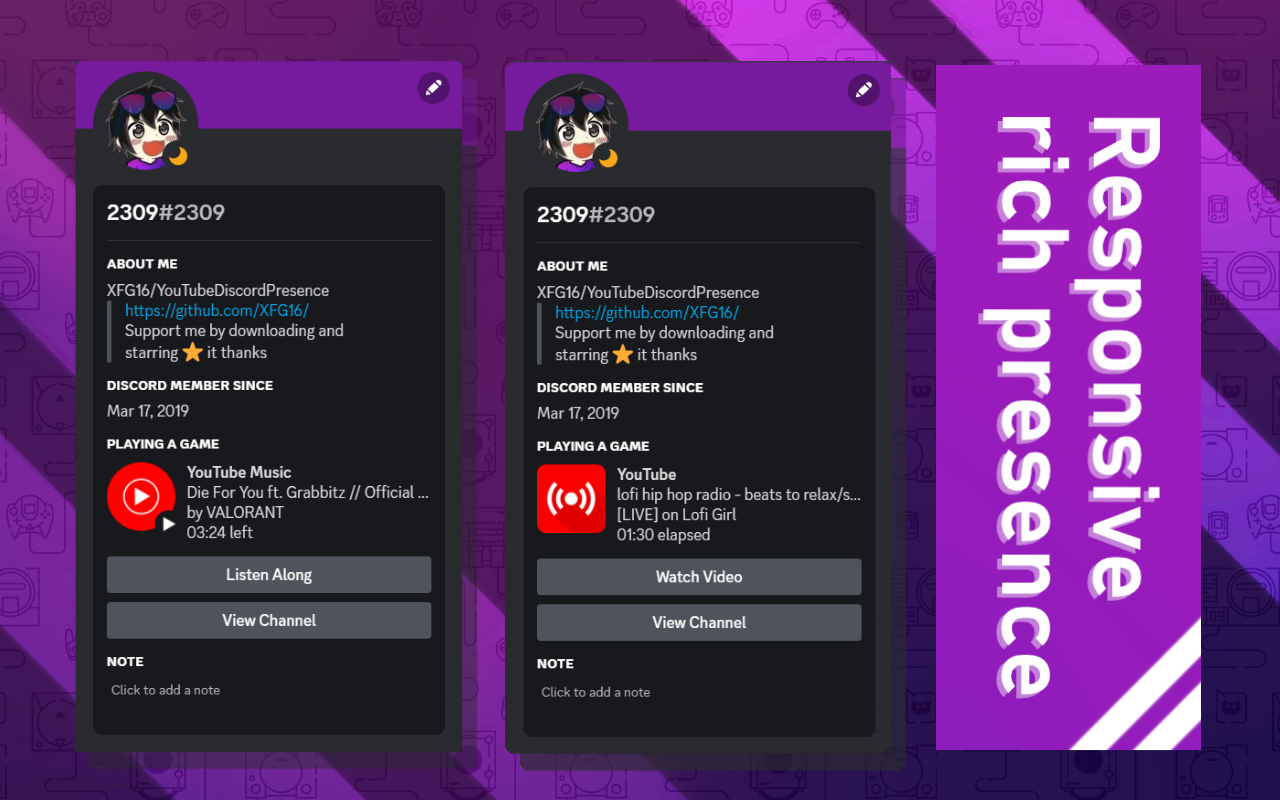 2309#2309
ABOUT ME
XFG16/YouTubeDiscordPresence
https://github.com/XFG16/
Support me by downloading and
starring ⭐ it thanks
DISCORD MEMBER SINCE
Mar 17, 2019
PLAYING A GAME
YouTube Music
Die For You ft. Grabbitz // Official ...
by VALORANT
03:24 left
Listen Along
View Channel
NOTE
Click to add a note
2309#2309
ABOUT ME
XFG16/YouTubeDiscordPresence
https://github.com/XFG16/
Support me by downloading and
starring ⭐ it thanks
DISCORD MEMBER SINCE
Mar 17, 2019
PLAYING A GAME
YouTube
lofi hip hop radio - beats to relax/s...
[LIVE] on Lofi Girl
01:30 elapsed
Watch Video
View Channel
NOTE
Click to add a note
Responsive
rich presence